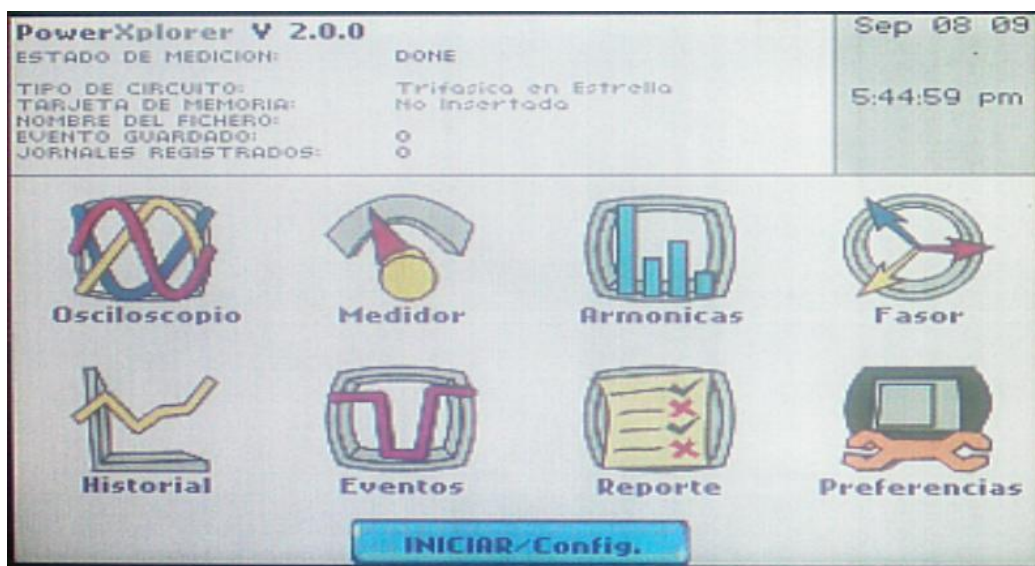 PowerXplorer V 2.0.0
Sep 08 09
ESTADO DE MEDICION: DONE
TIPO DE CIRCUITO: Trifasica en Estrella
TARJETA DE MEMORIA: No Insertada
5:44:59 pm
NOMBRE DEL FICHERO:
EVENTO GUARDADO: 0
JORNALES REGISTRADOS: 0
Osciloscopio
Medidor
Armonicas
Fasor
Historial
Eventos
Reporte
Preferencias
INICIAR/Config.